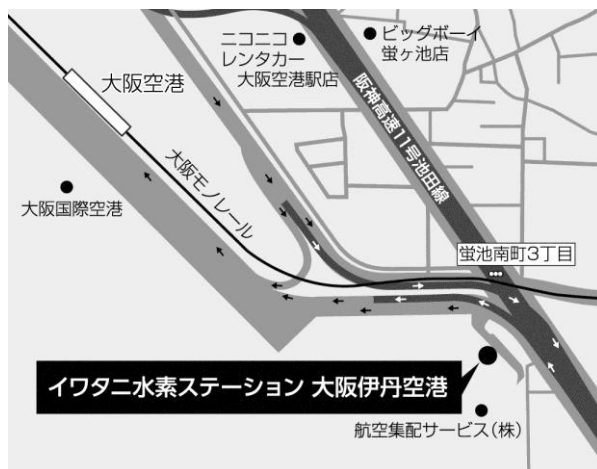 ニコニコ
レンタカー
大阪空港駅店
ビッグボーイ
蛍ヶ池店
大阪空港
阪神高速11号池田線
大阪モノレール
大阪国際空港
蛍池南町3丁目
イワタニ水素ステーション 大阪伊丹空港
航空集配サービス(株)